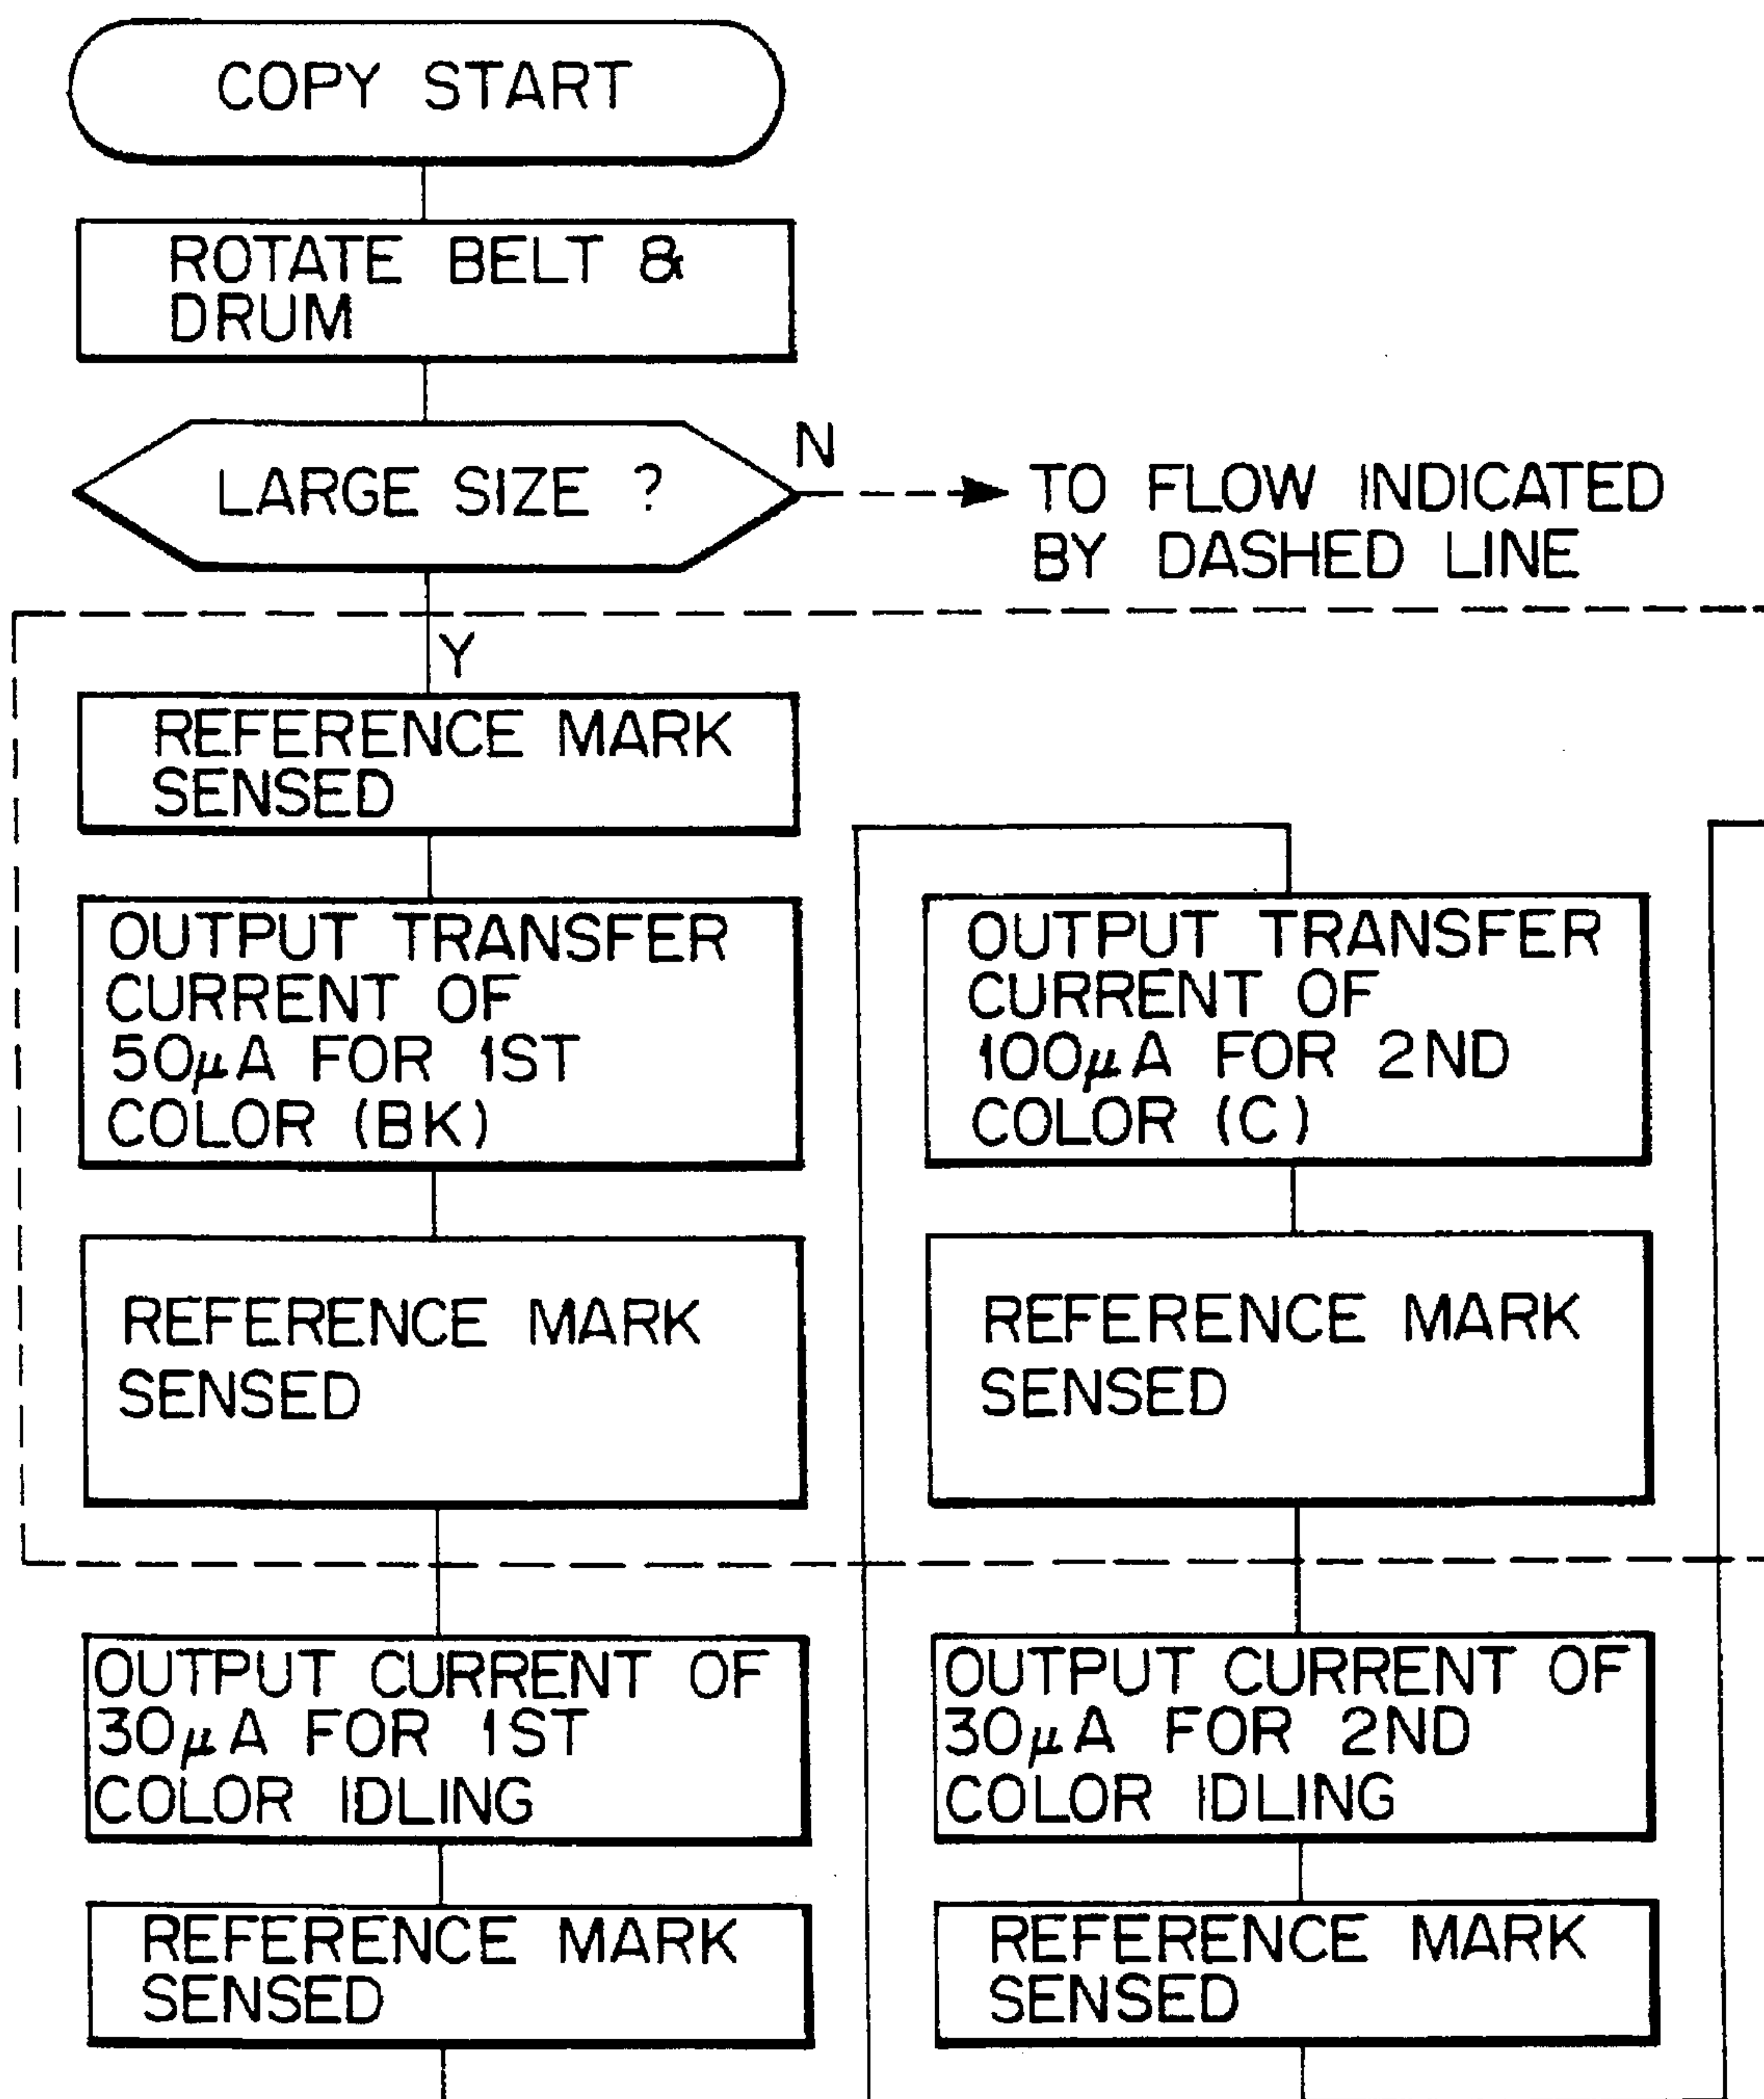 COPY START
ROTATE BELT &
DRUM
LARGE SIZE ?
N
TO FLOW INDICATED
BY DASHED LINE
Y
REFERENCE MARK
SENSED
OUTPUT TRANSFER
CURRENT OF
50μA FOR 1ST
COLOR (BK)
REFERENCE MARK
SENSED
OUTPUT CURRENT OF
30μA FOR 1ST
COLOR IDLING
REFERENCE MARK
SENSED
OUTPUT TRANSFER
CURRENT OF
100μA FOR 2ND
COLOR (C)
REFERENCE MARK
SENSED
OUTPUT CURRENT OF
30μA FOR 2ND
COLOR IDLING
REFERENCE MARK
SENSED